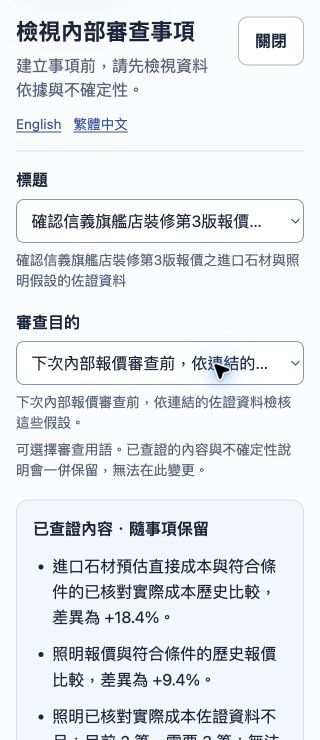 檢視內部審查事項
關閉
建立事項前，請先檢視資料
依據與不確定性。
English 繁體中文
標題
確認信義旗艦店裝修第3版報價...
確認信義旗艦店裝修第3版報價之進口石材與照
明假設的佐證資料
審查目的
下次內部報價審查前，依連結的...
下次內部報價審查前，依連結的佐證資料檢核
這些假設。
可選擇審查用語。已查證的內容與不確定性說
明會一併保留，無法在此變更。
已查證內容 · 隨事項保留
• 進口石材預估直接成本與符合條
件的已核對實際成本歷史比較，
差異為 +18.4%。
• 照明報價與符合條件的歷史報價
比較，差異為 +9.4%。
• 照明已核對實際成本佐證資料不